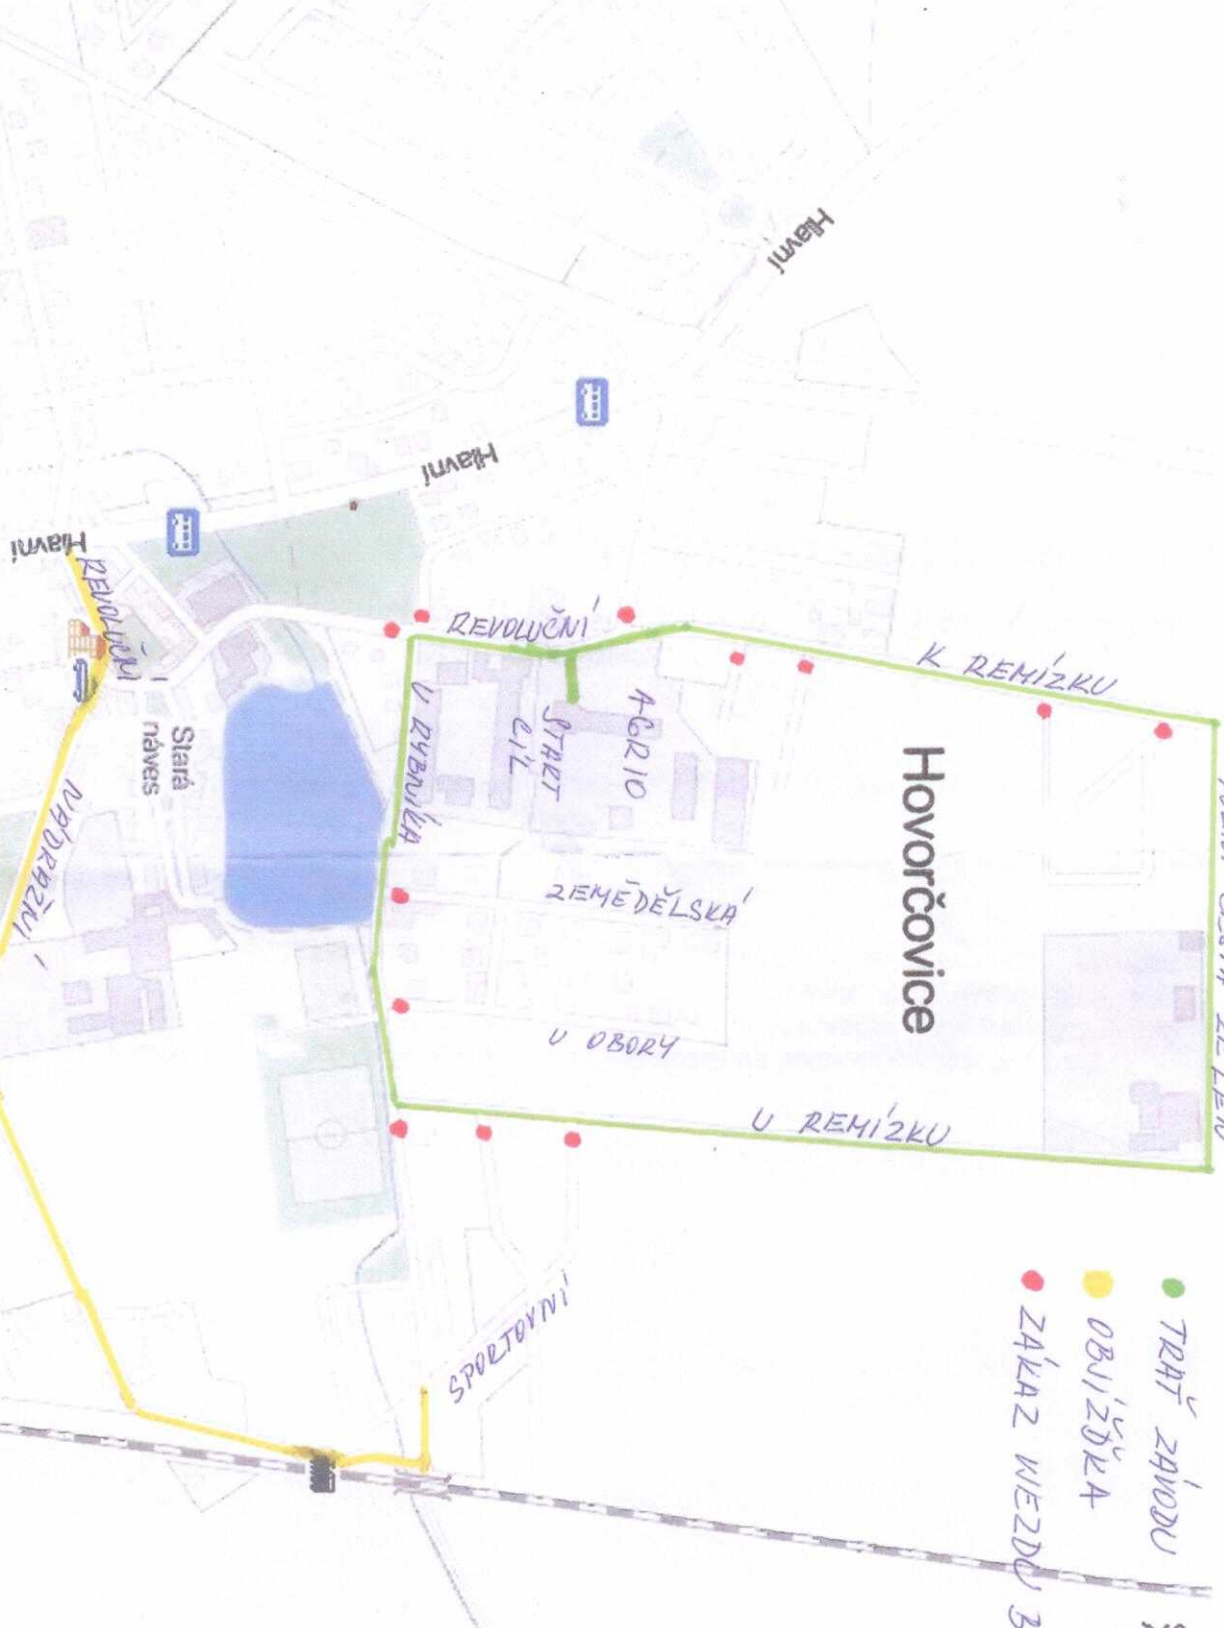 Hlavní
Hlavní
Hlavní
REVOLUČNÍ
REVOLUČNÍ
K REMÍZKU
AGRIO
START
CÍL
U RYBNÍKA
Hovorčovice
Stará
náves
NÁDRAŽNÍ
ZEMĚDĚLSKÁ
U OBORY
U REMÍZKU
SPORTOVNÍ
TRAŤ ZÁVODU
OBJÍŽĎKA
ZÁKAZ VJEZDU B